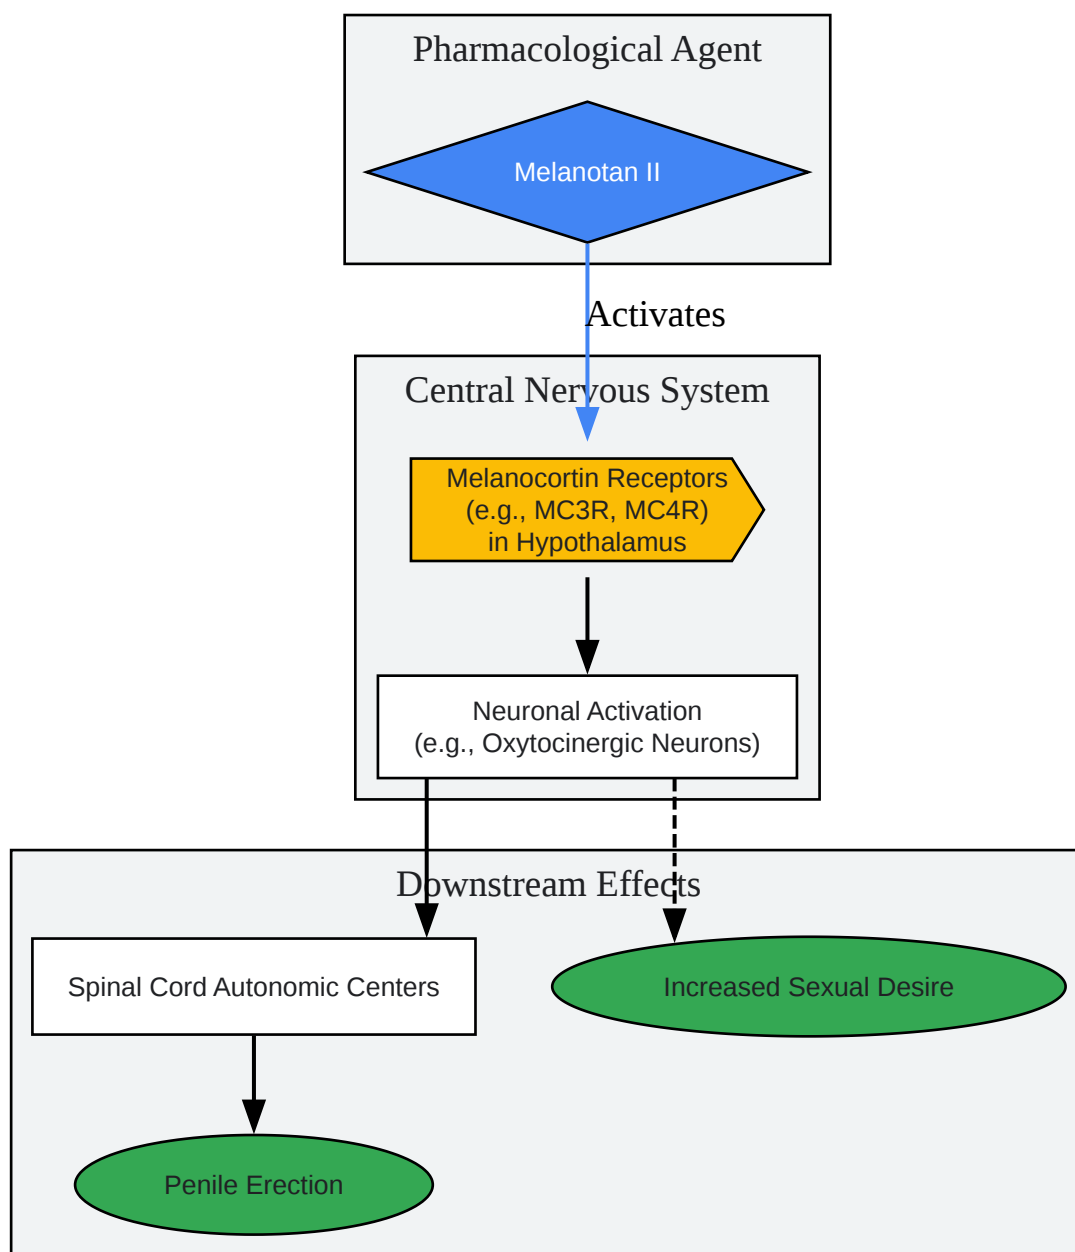 Pharmacological Agent
Melanotan II
Activates
Central Nervous System
Melanocortin Receptors
(e.g., MC3R, MC4R)
in Hypothalamus
Neuronal Activation
(e.g., Oxytocinergic Neurons)
Downstream Effects
Spinal Cord Autonomic Centers
Increased Sexual Desire
Penile Erection